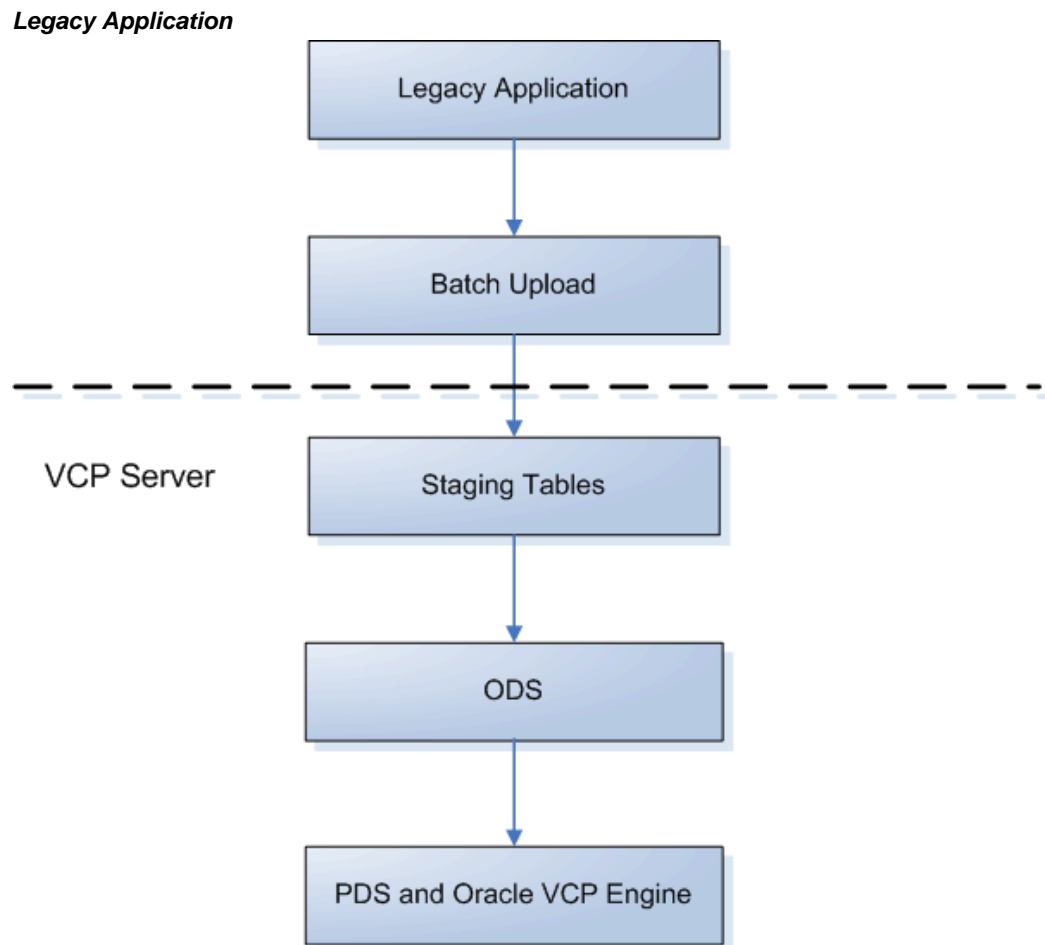 Legacy Application
Legacy Application
Batch Upload
VCP Server
Staging Tables
ODS
PDS and Oracle VCP Engine